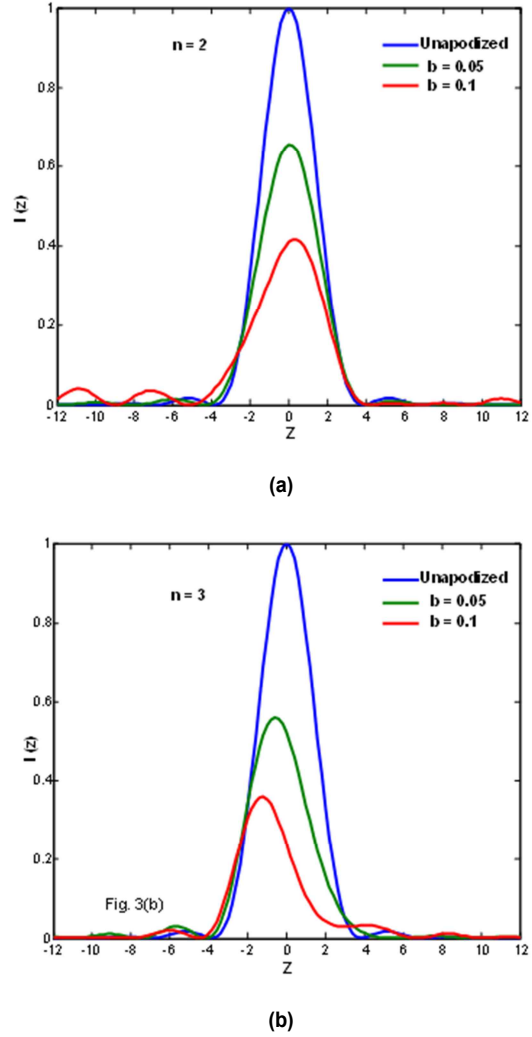 1
n = 2
Unapodized
b = 0.05
b = 0.1
0.8
0.6
I (z)
0.4
0.2
0
-12 -10 -8 -6 -4 -2 0 2 4 6 8 10 12
Z
(a)
1
n = 3
Unapodized
b = 0.05
b = 0.1
0.8
0.6
I (z)
0.4
0.2
Fig. 3(b)
0
-12 -10 -8 -6 -4 -2 0 2 4 6 8 10 12
Z
(b)